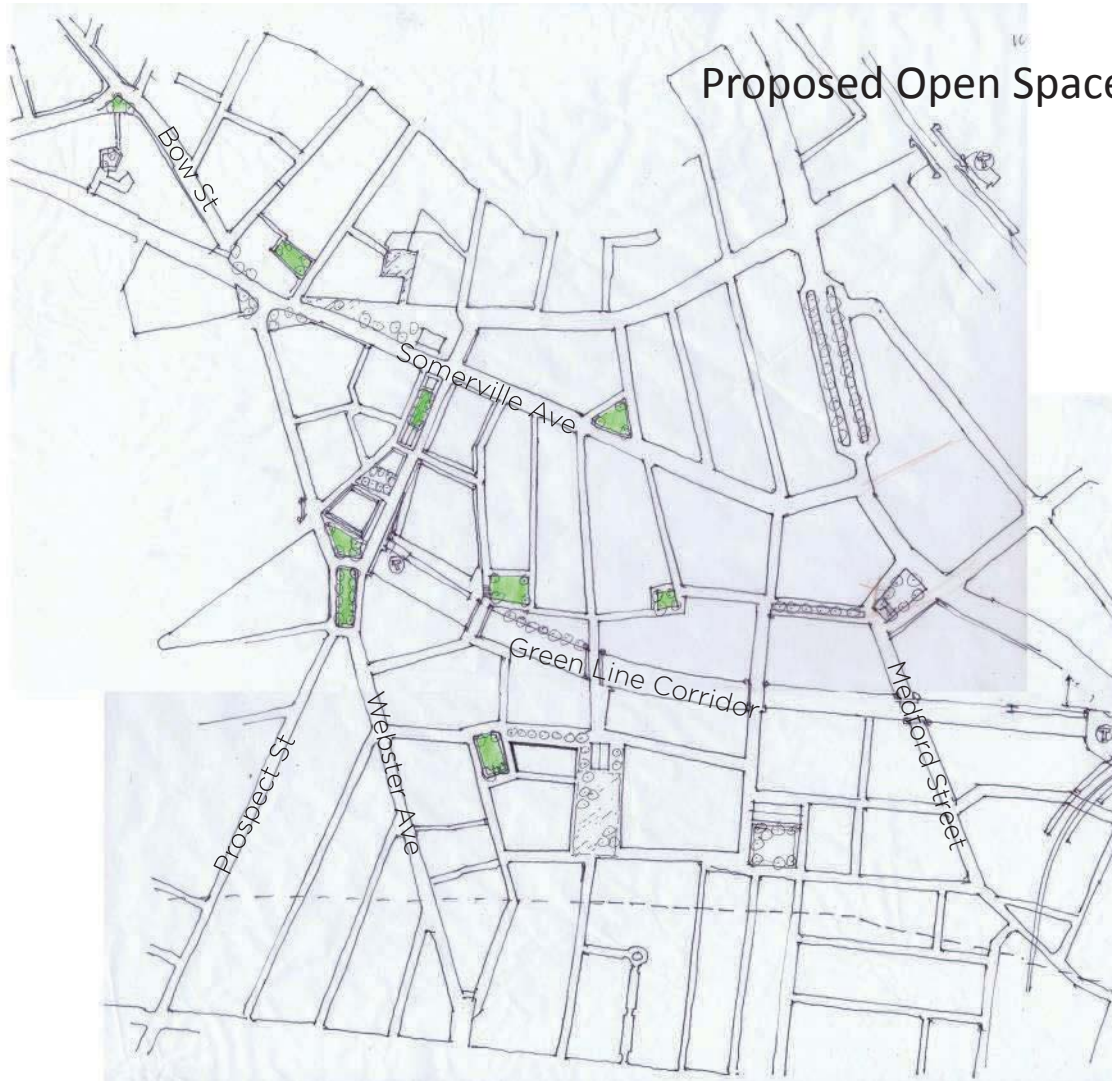 Proposed Open Space
Bow St
Somerville Ave
Green Line Corridor
Prospect St
Webster Ave
Medford Street